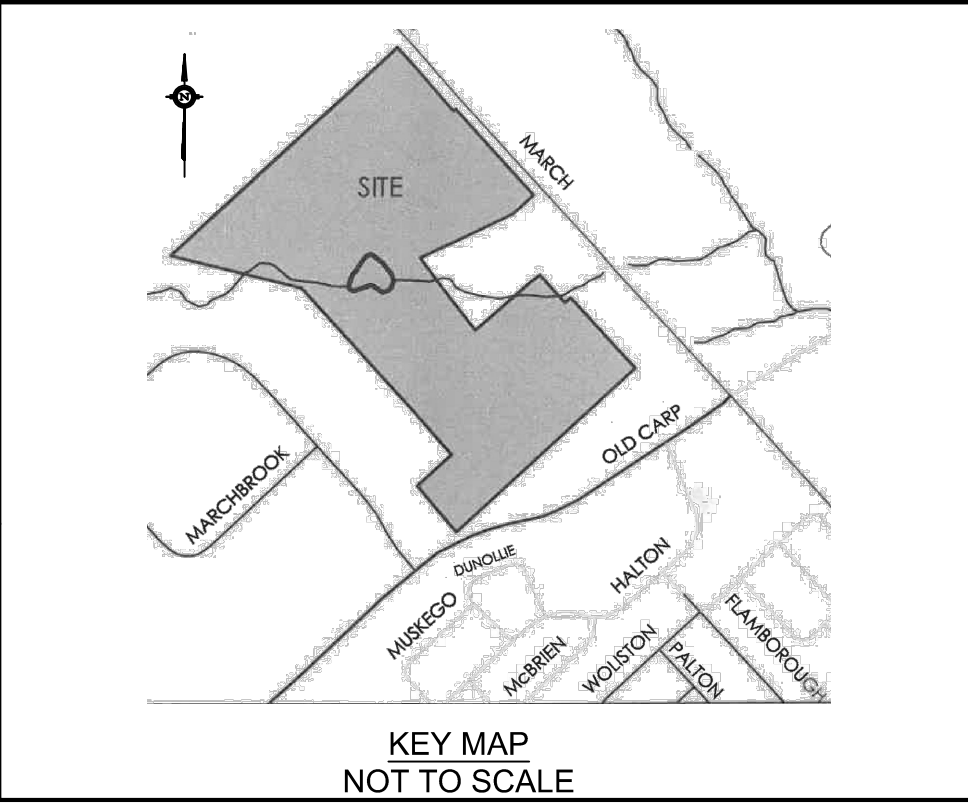 N
MARCH
SITE
OLD CARP
MARCHBROOK
DUNOLLIE
HALTON
MUSKEGO
FLAMBOROUGH
McBRIEN
WOLISTON
PALTON
KEY MAP
NOT TO SCALE